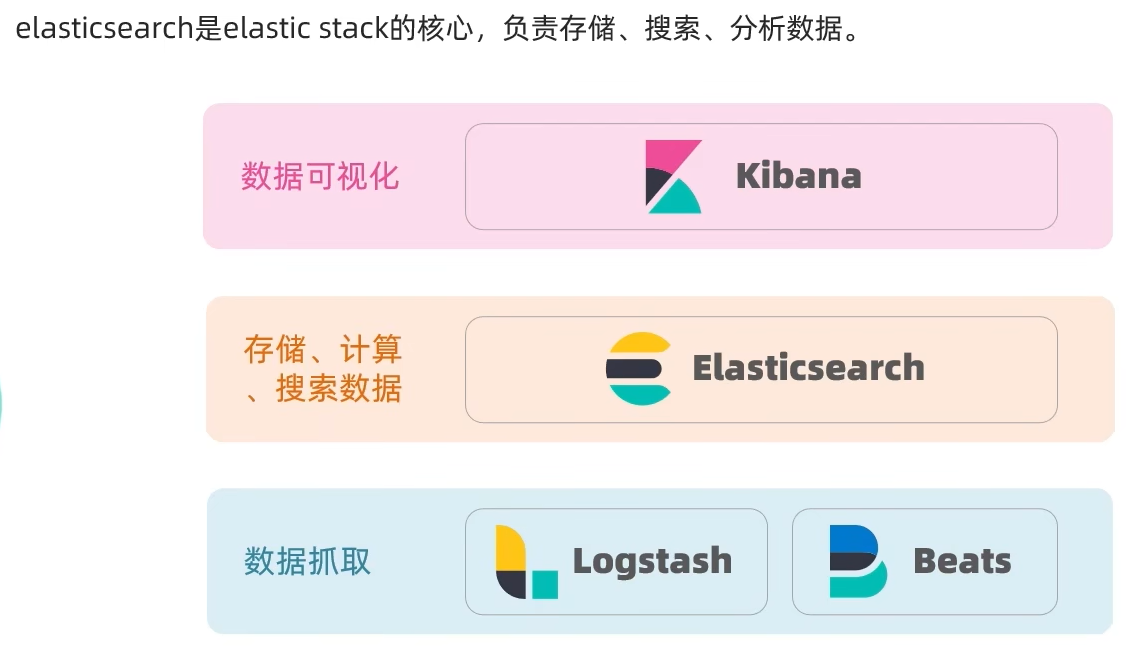 elasticsearch是elastic stack的核心，负责存储、搜索、分析数据。
数据可视化
Kibana
存储、计算
、搜索数据
Elasticsearch
数据抓取
Logstash
Beats